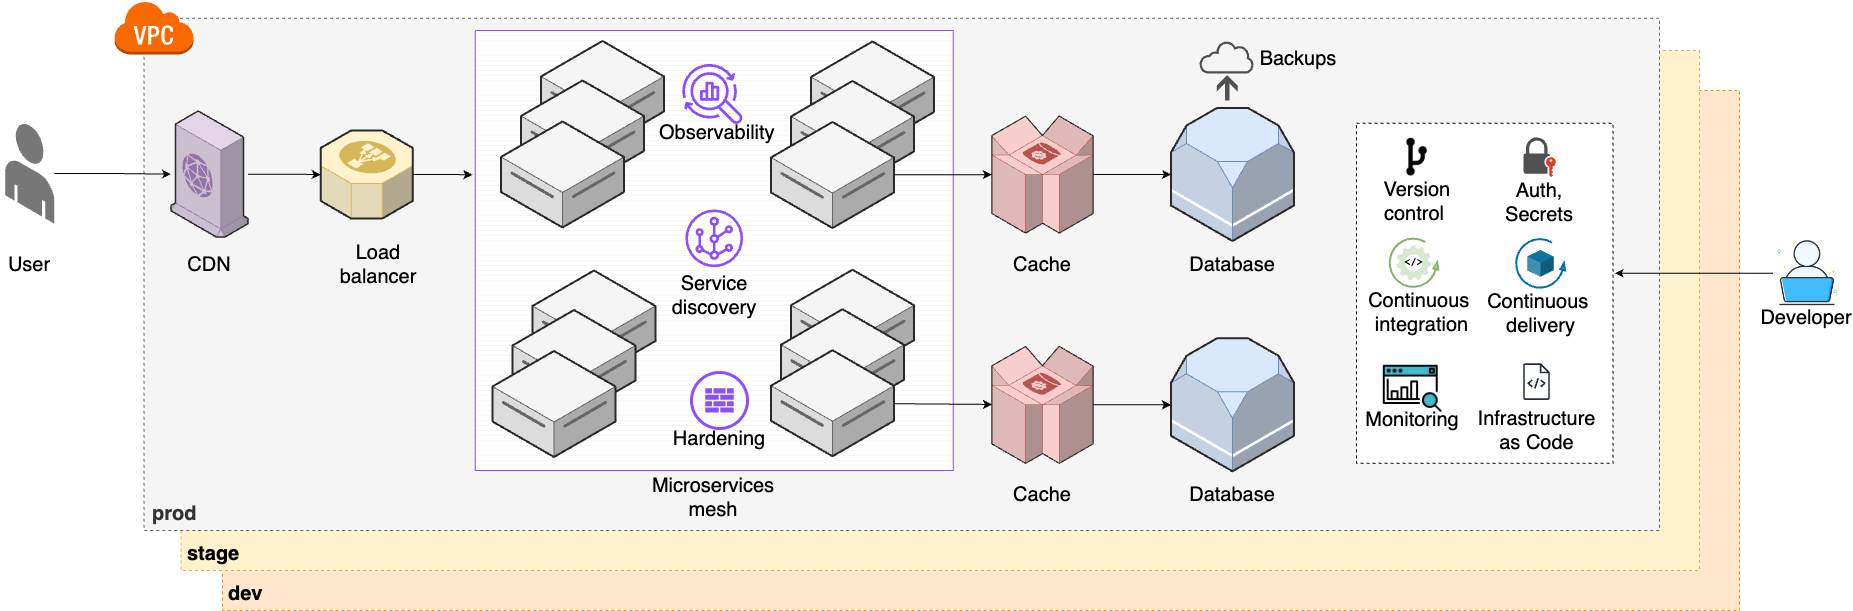 VPC
Backups
Observability
Version
control
Auth,
Secrets
User
CDN
Load
balancer
Service
discovery
Cache
Database
Continuous
integration
Continuous
delivery
Developer
Monitoring
Infrastructure
as Code
Hardening
Microservices
mesh
Cache
Database
prod
stage
dev